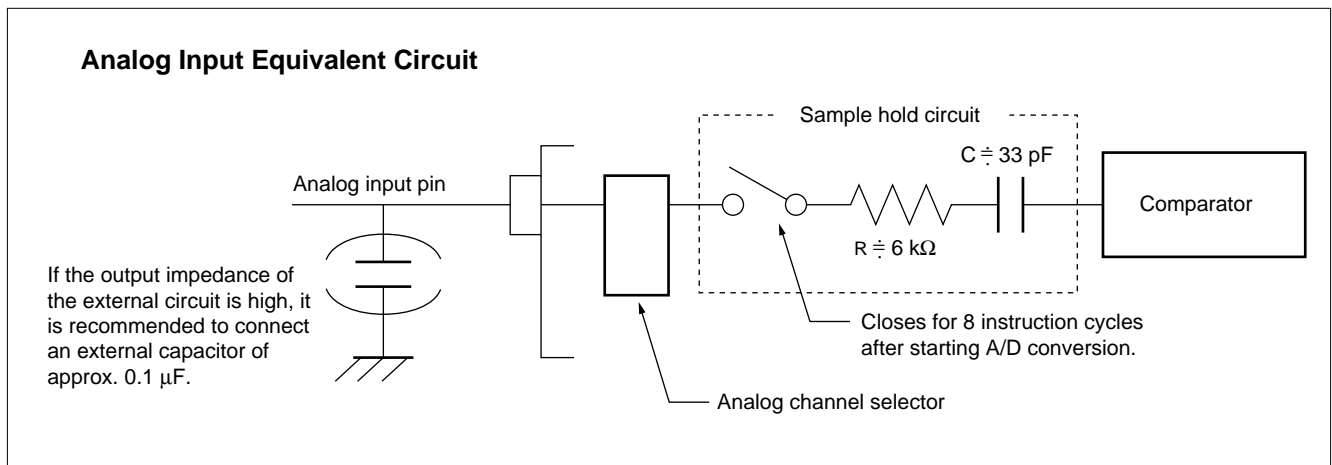 Analog Input Equivalent Circuit
Sample hold circuit
C ≑ 33 pF
Analog input pin
Comparator
R ≑ 6 kΩ
If the output impedance of
the external circuit is high, it
is recommended to connect
an external capacitor of
approx. 0.1 μF.
Closes for 8 instruction cycles
after starting A/D conversion.
Analog channel selector